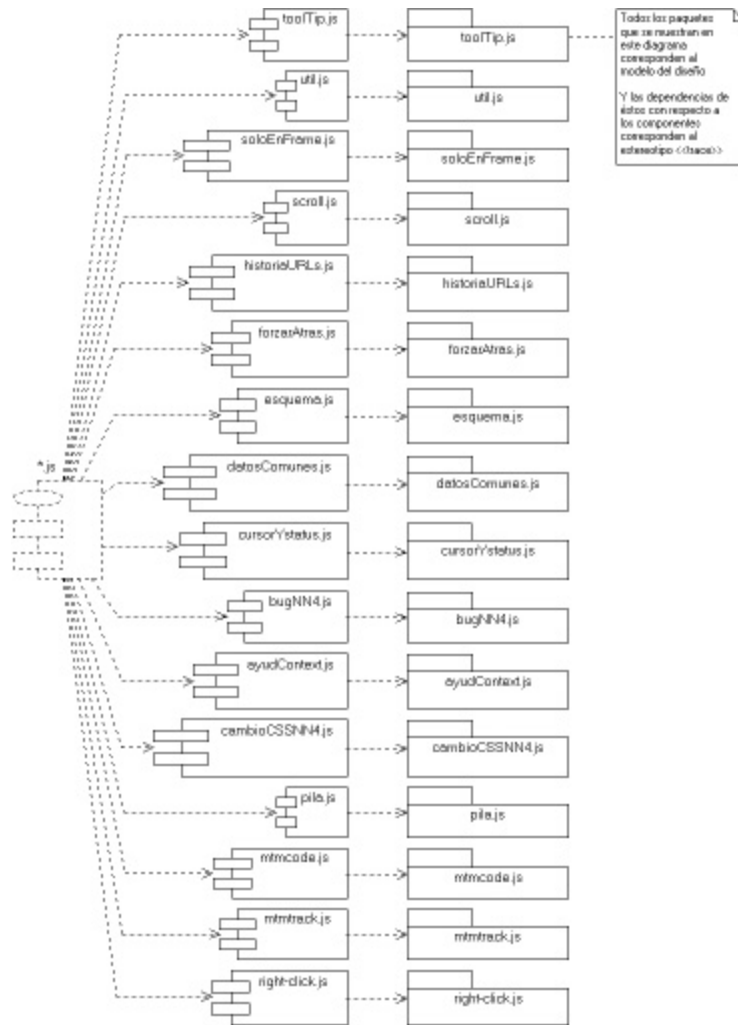 toolTip.js
toolTip.js
Todos los paquetes
que se muestran en
este diagrama
corresponden al
modelo del diseño
Y las dependencias de
éstos con respecto a
los componentes
corresponden al
estereotipo <<trace>>
util.js
util.js
soloEnFrame.js
soloEnFrame.js
scroll.js
scroll.js
historiaURLs.js
historiaURLs.js
forzarAtras.js
forzarAtras.js
esquema.js
esquema.js
*.js
datosComunes.js
datosComunes.js
cursorYstatus.js
cursorYstatus.js
bugNN4.js
bugNN4.js
ayudContext.js
ayudContext.js
cambioCSSNN4.js
cambioCSSNN4.js
pila.js
pila.js
mtmcode.js
mtmcode.js
mtmtrack.js
mtmtrack.js
right-click.js
right-click.js